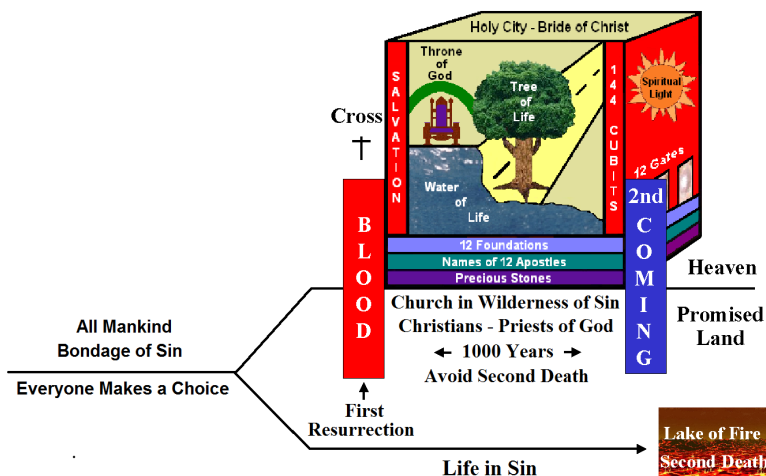 Holy City - Bride of Christ
Throne
of
God
SALVATION
Tree
of
Life
Water
of
Life
144 CUBITS
Spiritual
Light
12 Gates
12 Foundations
Names of 12 Apostles
Precious Stones
Cross
BLOOD
2nd
COMING
Heaven
Promised
Land
Church in Wilderness of Sin
Christians - Priests of God
1000 Years
Avoid Second Death
All Mankind
Bondage of Sin
Everyone Makes a Choice
First
Resurrection
Life in Sin
Lake of Fire
Second Death